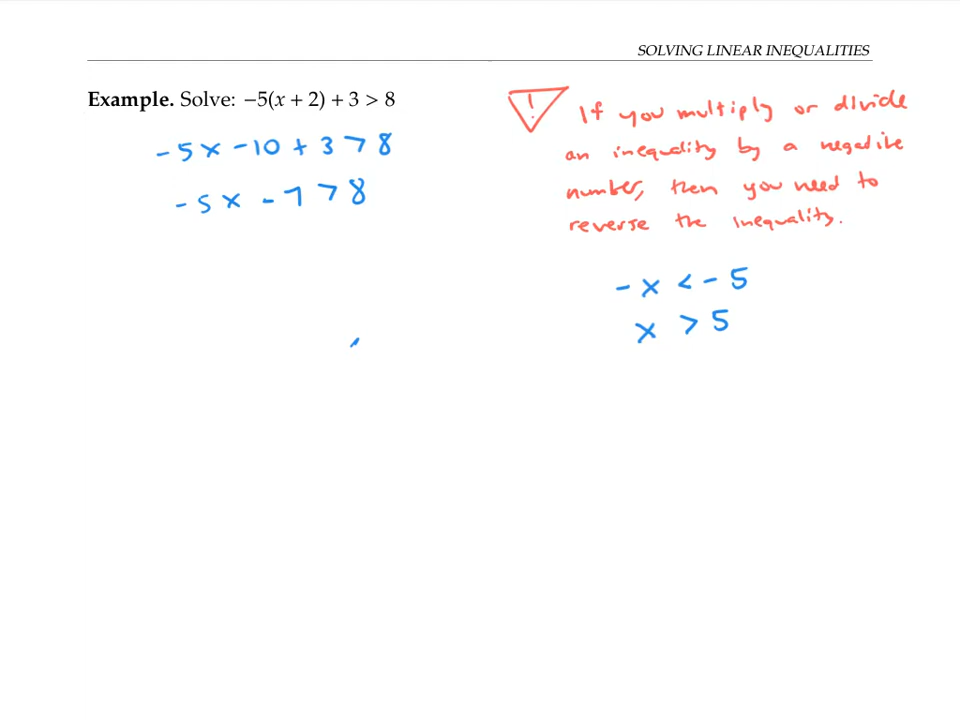 SOLVING LINEAR INEQUALITIES
Example. Solve: −5(x + 2) + 3 > 8
-5x -10 + 3 > 8
-5x - 7 > 8
! If you multiply or divide
an inequality by a negative
number, then you need to
reverse the inequality.
-x < -5
x > 5